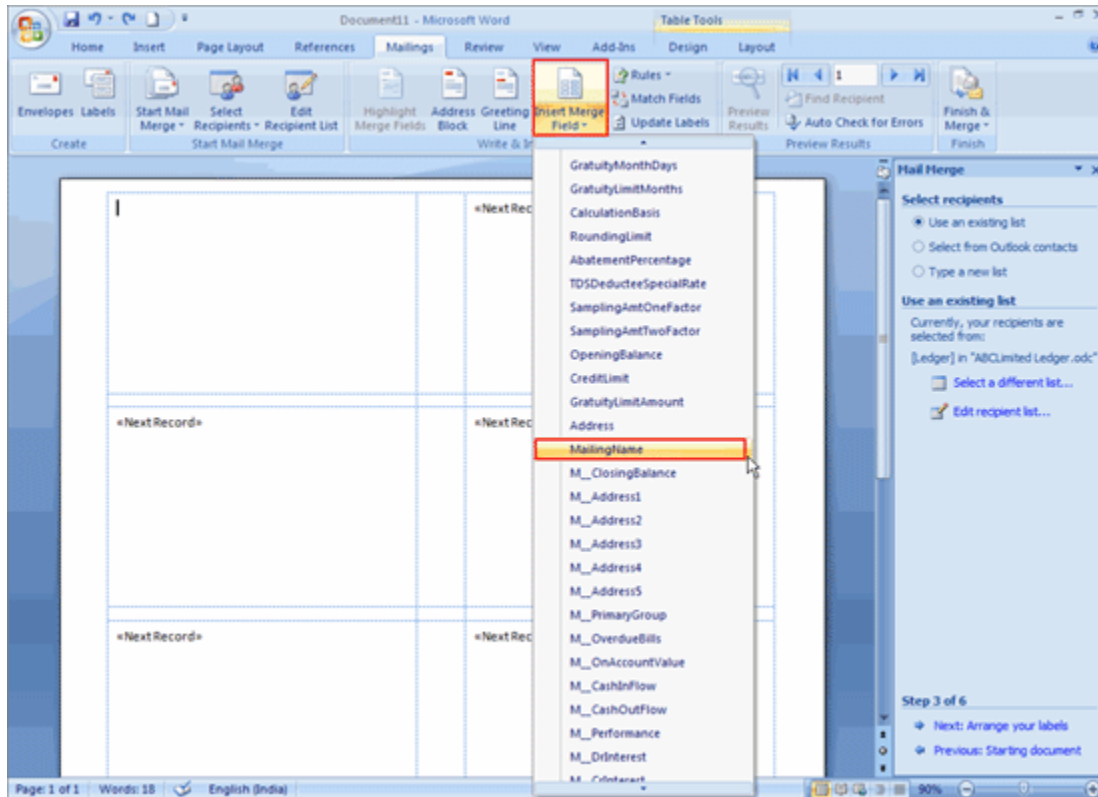 Document11 - Microsoft Word
Table Tools
Home Insert Page Layout References Mailings Review View Add-Ins Design Layout
Envelopes Labels
Create
Start Mail Merge
Select Recipients
Edit Recipient List
Start Mail Merge
Highlight Merge Fields
Address Block
Greeting Line
Insert Merge Field
Rules
Match Fields
Update Labels
Write & In
Preview Results
1
Find Recipient
Auto Check for Errors
Preview Results
Finish & Merge
Finish
«Next Rec
«Next Record»
«Next Rec
«Next Record»
«Next Rec
GratuityMonthDays
GratuityLimitMonths
CalculationBasis
RoundingLimit
AbatementPercentage
TDSDeducteeSpecialRate
SamplingAmtOneFactor
SamplingAmtTwoFactor
OpeningBalance
CreditLimit
GratuityLimitAmount
Address
MailingName
M__ClosingBalance
M__Address1
M__Address2
M__Address3
M__Address4
M__Address5
M__PrimaryGroup
M__OverdueBills
M__OnAccountValue
M__CashInFlow
M__CashOutFlow
M__Performance
M__DrInterest
M__CrInterest
Mail Merge
Select recipients
Use an existing list
Select from Outlook contacts
Type a new list
Use an existing list
Currently, your recipients are
selected from:
[Ledger] in "ABCLimited Ledger.odc"
Select a different list...
Edit recipient list...
Step 3 of 6
Next: Arrange your labels
Previous: Starting document
Page: 1 of 1 Words: 18 English (India) 90%